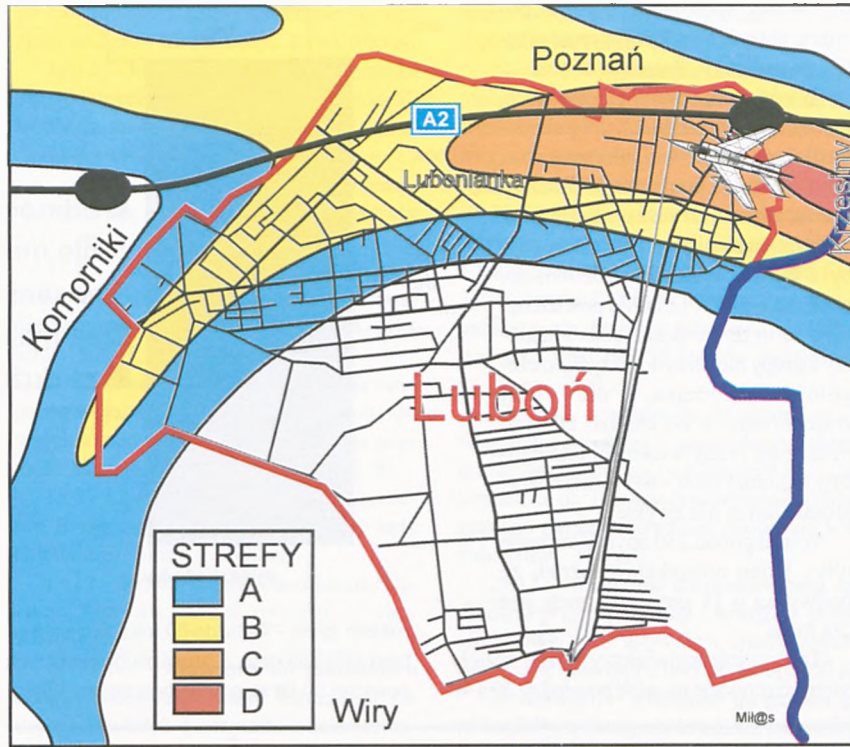 Poznań
A2
Lubonianka
Krzesiny
Komorniki
Luboń
STREFY
A
B
C
D
Wiry
Mił@s